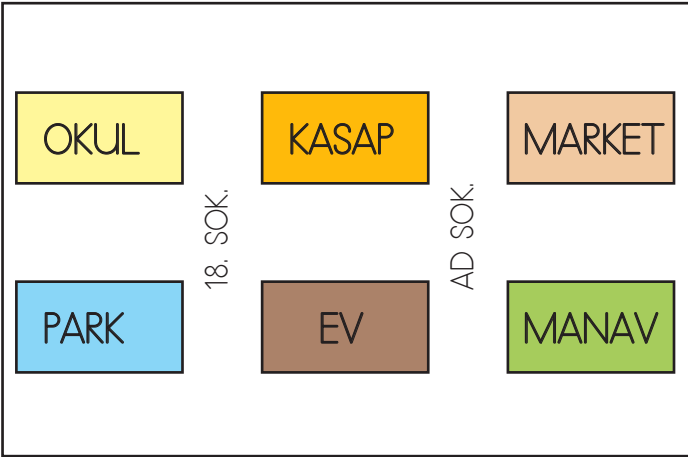 OKUL
KASAP
MARKET
18. SOK.
AD SOK.
PARK
EV
MANAV